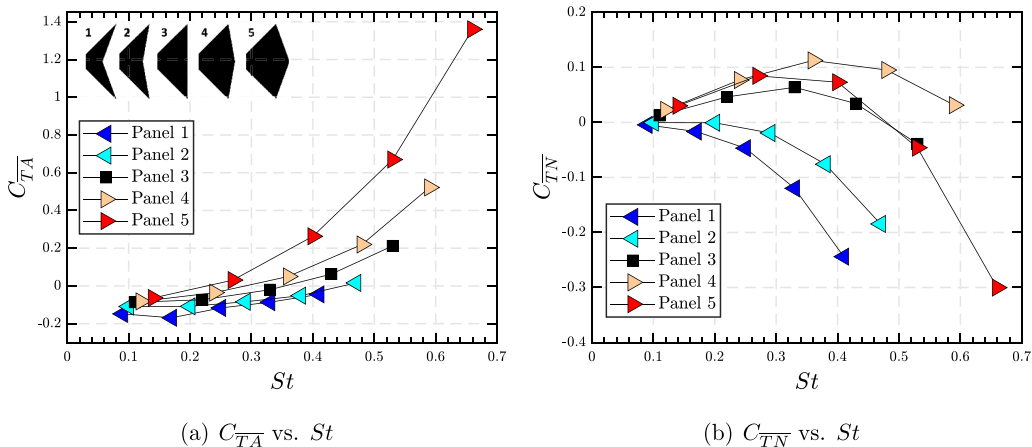 1 2 3 4 5
1.4
1.2
1
0.8
0.6
0.4
0.2
0
-0.2
C_{\overline{TA}}
Panel 1
Panel 2
Panel 3
Panel 4
Panel 5
0 0.1 0.2 0.3 0.4 0.5 0.6 0.7
St
(a) C_{\overline{TA}} vs. St
0.2
0.1
0
-0.1
-0.2
-0.3
-0.4
C_{\overline{TN}}
Panel 1
Panel 2
Panel 3
Panel 4
Panel 5
0 0.1 0.2 0.3 0.4 0.5 0.6 0.7
St
(b) C_{\overline{TN}} vs. St